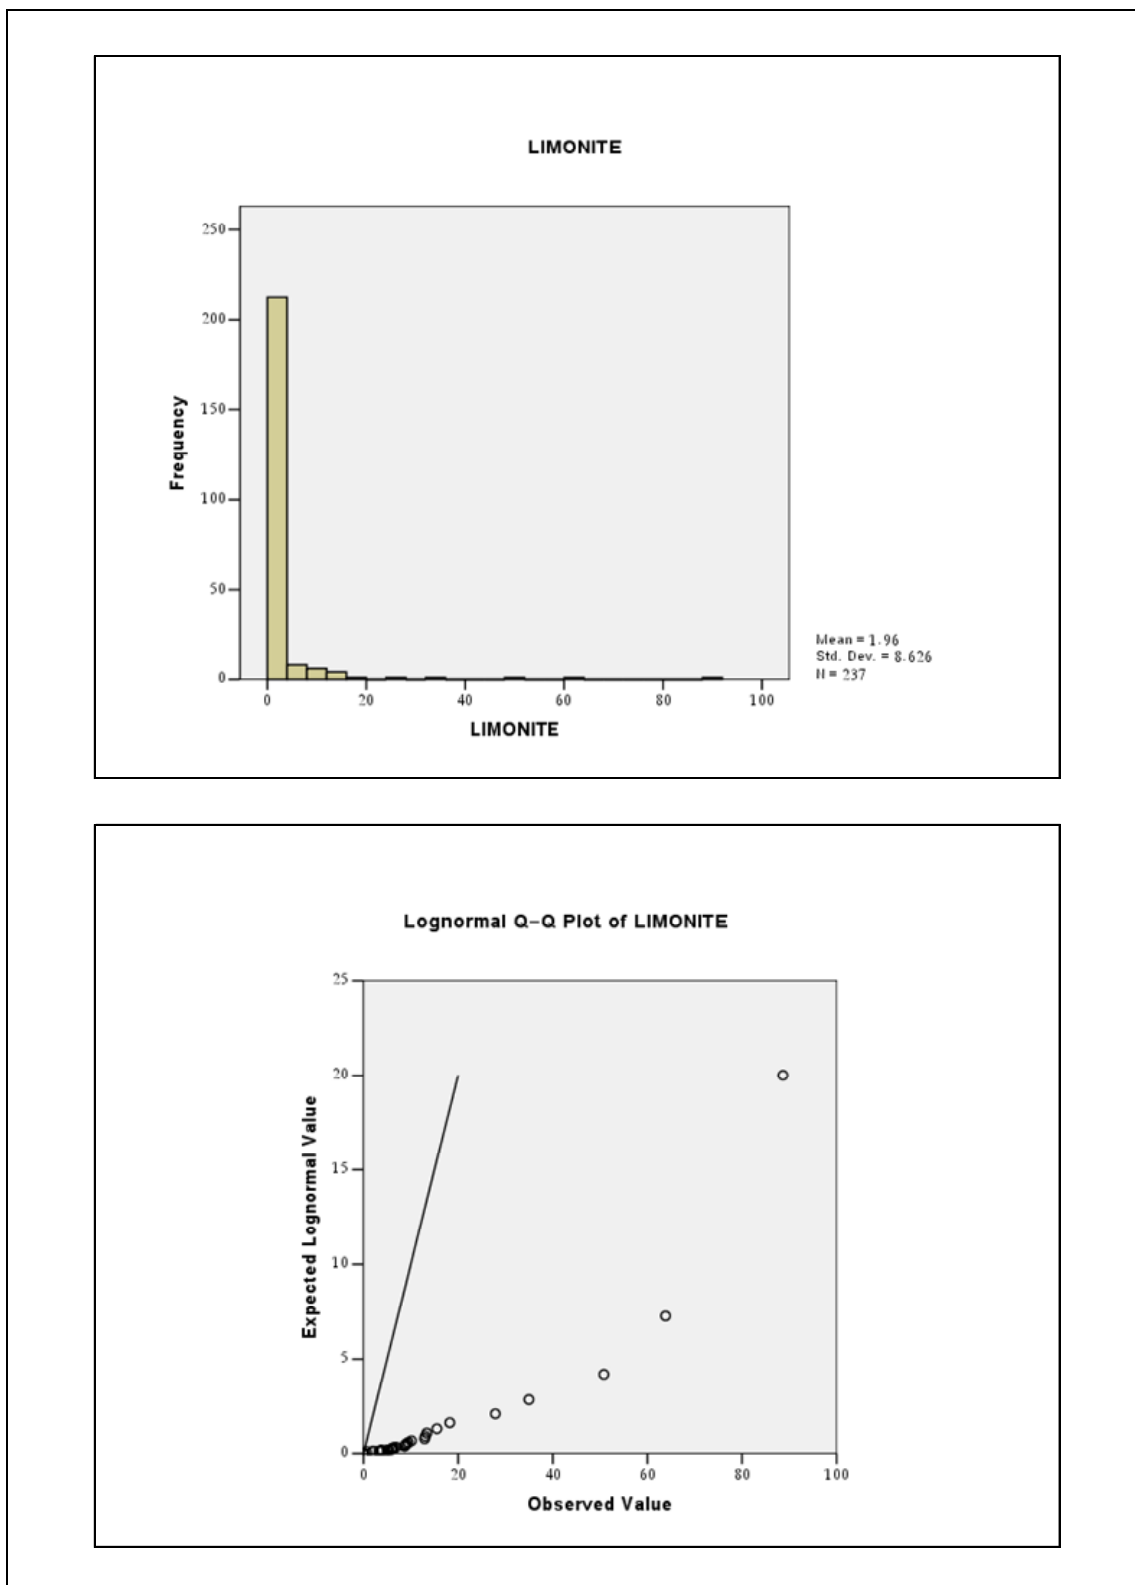 LIMONITE
250
200
150
100
50
0
Frequency
0 20 40 60 80 100
LIMONITE
Mean = 1.96
Std. Dev. = 8.626
N = 237
Lognormal Q-Q Plot of LIMONITE
25
20
15
10
5
0
Expected Lognormal Value
0 20 40 60 80 100
Observed Value